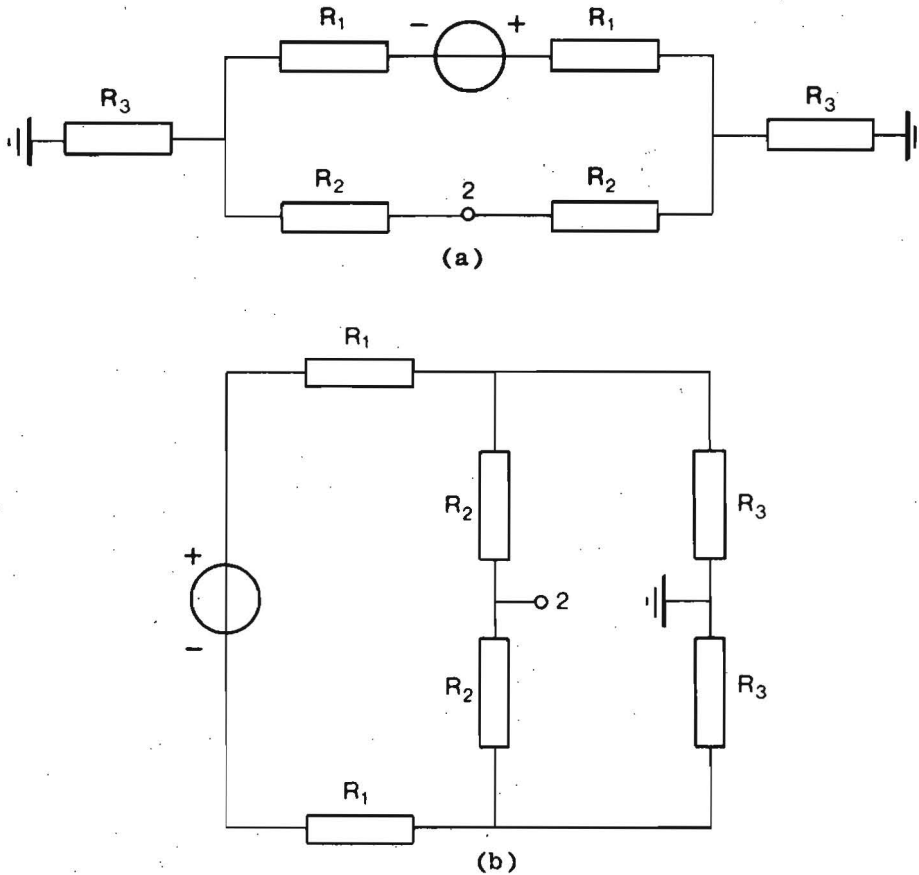 R₁ − + R₁
R₃ R₃
R₂ 2 R₂
(a)
R₁
R₂ R₃
+
2
−
R₂ R₃
R₁
(b)